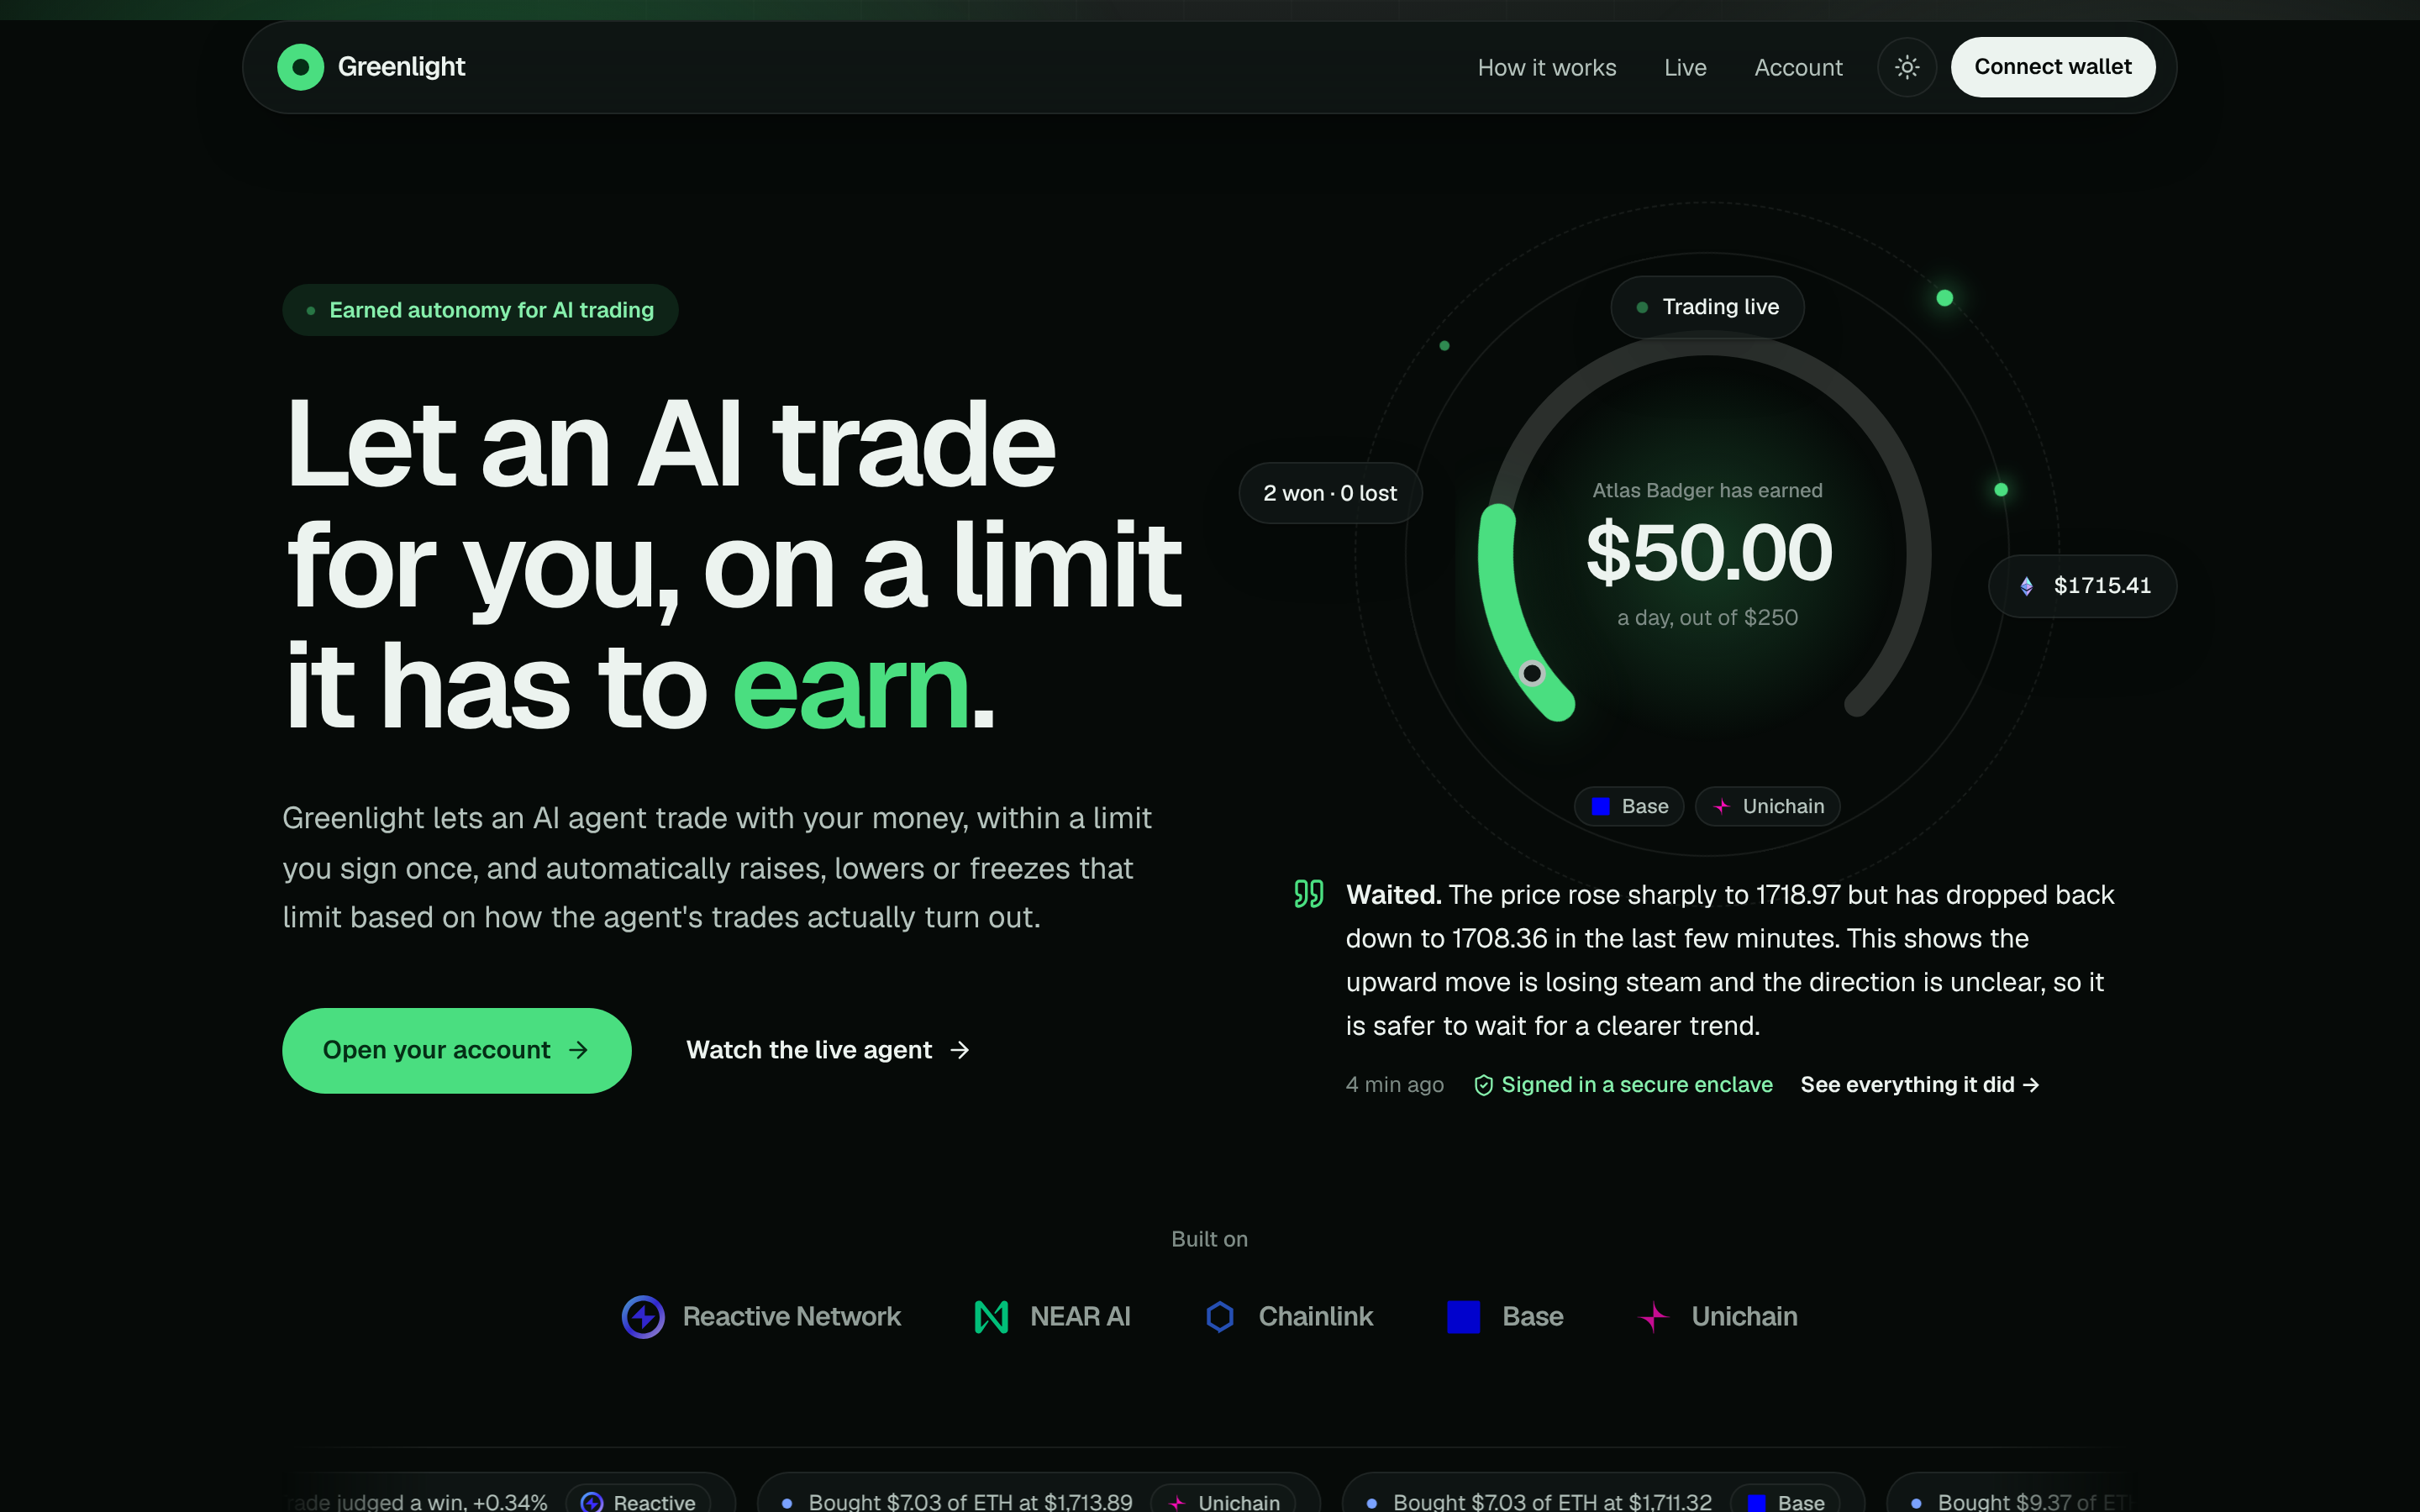 Greenlight
How it works
Live
Account
Connect wallet
Earned autonomy for AI trading
Let an AI trade
for you, on a limit
it has to earn.
Greenlight lets an AI agent trade with your money, within a limit
you sign once, and automatically raises, lowers or freezes that
limit based on how the agent's trades actually turn out.
Open your account →
Watch the live agent →
Trading live
2 won · 0 lost
Atlas Badger has earned
$50.00
a day, out of $250
$1715.41
Base
Unichain
Waited. The price rose sharply to 1718.97 but has dropped back
down to 1708.36 in the last few minutes. This shows the
upward move is losing steam and the direction is unclear, so it
is safer to wait for a clearer trend.
4 min ago
Signed in a secure enclave
See everything it did →
Built on
Reactive Network
NEAR AI
Chainlink
Base
Unichain
judged a win, +0.34% Reactive
Bought $7.03 of ETH at $1,713.89 Unichain
Bought $7.03 of ETH at $1,711.32 Base
Bought $9.37 of